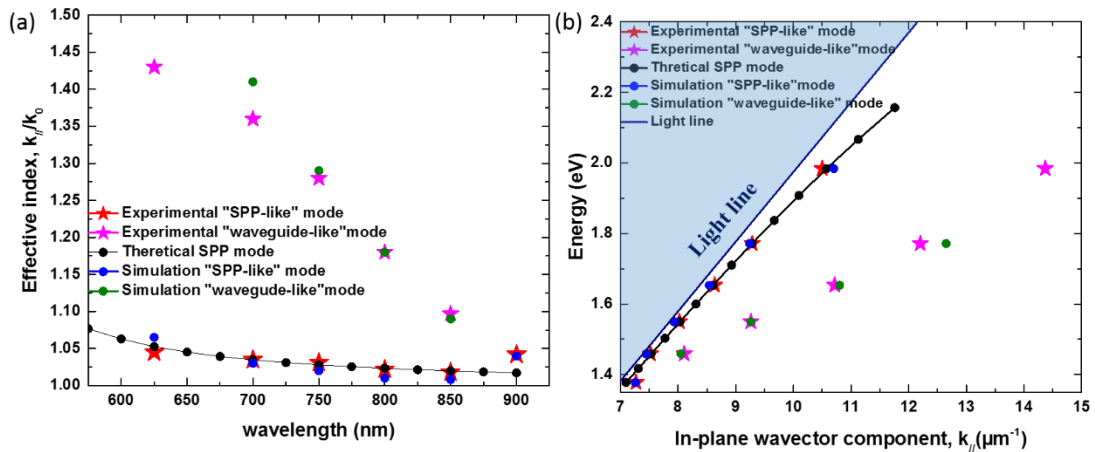 (a)
1.45
1.40
1.35
1.30
1.25
1.20
1.15
1.10
1.05
1.00
Effective index, k//k0
Experimental "SPP-like" mode
Experimental "waveguide-like"mode
Theretical SPP mode
Simulation "SPP-like" mode
Simulation "wavegude-like"mode
600 650 700 750 800 850 900
wavelength (nm)
(b)
2.4
2.2
2.0
1.8
1.6
1.4
Energy (eV)
Experimental "SPP-like" mode
Experimental "waveguide-like"mode
Thretical SPP mode
Simulation "SPP-like"mode
Simulation "waveguide-like" mode
Light line
Light line
7 8 9 10 11 12 13 14 15
In-plane wavector component, k//(µm-1)